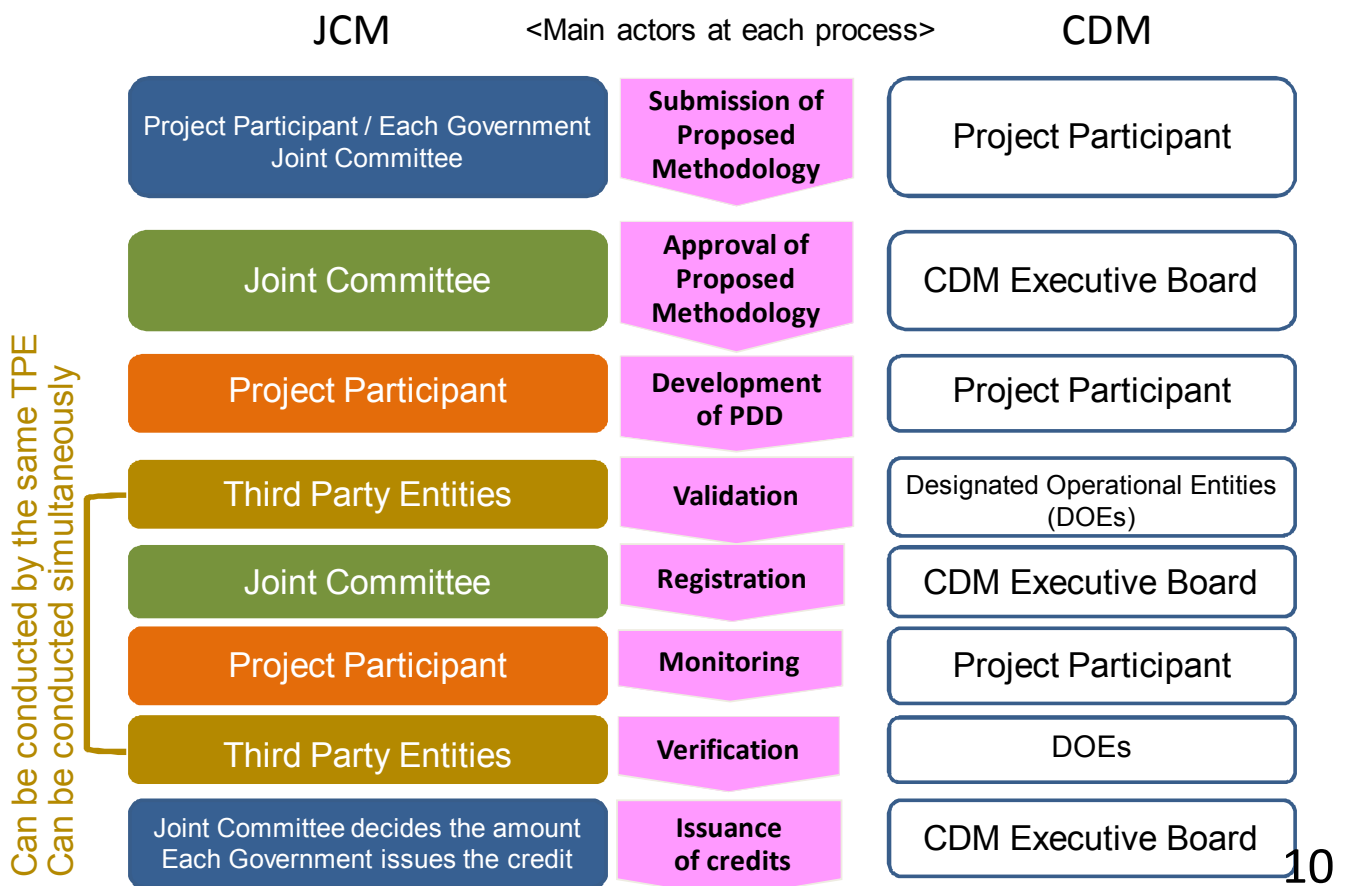 JCM <Main actors at each process> CDM
Project Participant / Each Government
Joint Committee
Submission of
Proposed
Methodology
Project Participant
Joint Committee
Approval of
Proposed
Methodology
CDM Executive Board
Project Participant
Development
of PDD
Project Participant
Third Party Entities
Validation
Designated Operational Entities
(DOEs)
Joint Committee
Registration
CDM Executive Board
Project Participant
Monitoring
Project Participant
Third Party Entities
Verification
DOEs
Joint Committee decides the amount
Each Government issues the credit
Issuance
of credits
CDM Executive Board
Can be conducted by the same TPE
Can be conducted simultaneously
10